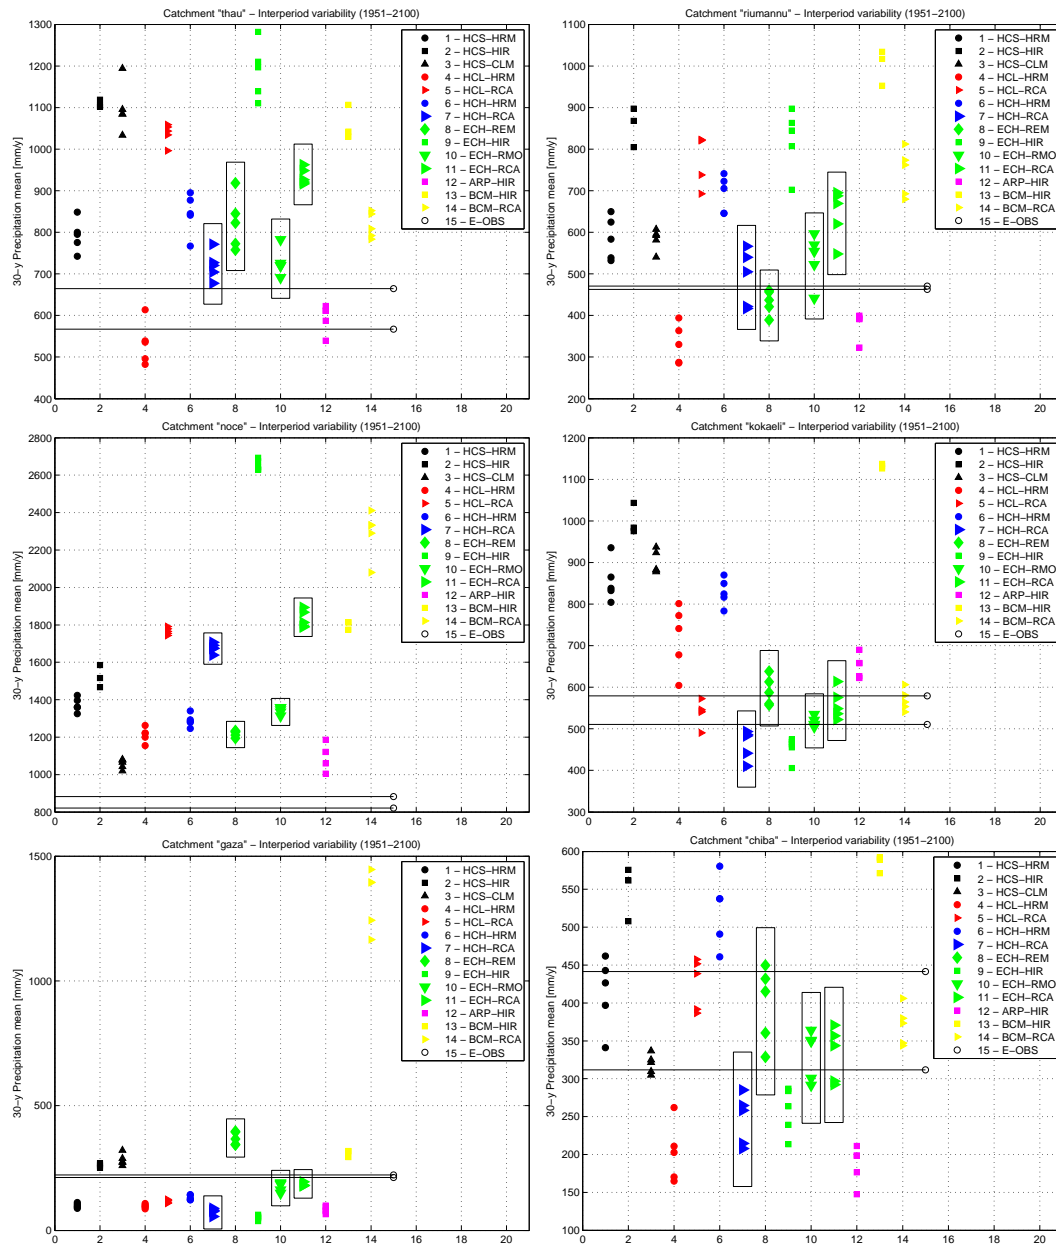 Catchment "thau" − Interperiod variability (1951−2100)
30−y Precipitation mean [mm/y]
1300
1200
1100
1000
900
800
700
600
500
400
0 2 4 6 8 10 12 14 16 18 20
1 − HCS−HRM
2 − HCS−HIR
3 − HCS−CLM
4 − HCL−HRM
5 − HCL−RCA
6 − HCH−HRM
7 − HCH−RCA
8 − ECH−REM
9 − ECH−HIR
10 − ECH−RMO
11 − ECH−RCA
12 − ARP−HIR
13 − BCM−HIR
14 − BCM−RCA
15 − E−OBS
Catchment "riumannu" − Interperiod variability (1951−2100)
30−y Precipitation mean [mm/y]
1100
1000
900
800
700
600
500
400
300
200
0 2 4 6 8 10 12 14 16 18 20
1 − HCS−HRM
2 − HCS−HIR
3 − HCS−CLM
4 − HCL−HRM
5 − HCL−RCA
6 − HCH−HRM
7 − HCH−RCA
8 − ECH−REM
9 − ECH−HIR
10 − ECH−RMO
11 − ECH−RCA
12 − ARP−HIR
13 − BCM−HIR
14 − BCM−RCA
15 − E−OBS
Catchment "noce" − Interperiod variability (1951−2100)
30−y Precipitation mean [mm/y]
2800
2600
2400
2200
2000
1800
1600
1400
1200
1000
800
0 2 4 6 8 10 12 14 16 18 20
1 − HCS−HRM
2 − HCS−HIR
3 − HCS−CLM
4 − HCL−HRM
5 − HCL−RCA
6 − HCH−HRM
7 − HCH−RCA
8 − ECH−REM
9 − ECH−HIR
10 − ECH−RMO
11 − ECH−RCA
12 − ARP−HIR
13 − BCM−HIR
14 − BCM−RCA
15 − E−OBS
Catchment "kokaeli" − Interperiod variability (1951−2100)
30−y Precipitation mean [mm/y]
1200
1100
1000
900
800
700
600
500
400
300
0 2 4 6 8 10 12 14 16 18 20
1 − HCS−HRM
2 − HCS−HIR
3 − HCS−CLM
4 − HCL−HRM
5 − HCL−RCA
6 − HCH−HRM
7 − HCH−RCA
8 − ECH−REM
9 − ECH−HIR
10 − ECH−RMO
11 − ECH−RCA
12 − ARP−HIR
13 − BCM−HIR
14 − BCM−RCA
15 − E−OBS
Catchment "gaza" − Interperiod variability (1951−2100)
30−y Precipitation mean [mm/y]
1500
1000
500
0
0 2 4 6 8 10 12 14 16 18 20
1 − HCS−HRM
2 − HCS−HIR
3 − HCS−CLM
4 − HCL−HRM
5 − HCL−RCA
6 − HCH−HRM
7 − HCH−RCA
8 − ECH−REM
9 − ECH−HIR
10 − ECH−RMO
11 − ECH−RCA
12 − ARP−HIR
13 − BCM−HIR
14 − BCM−RCA
15 − E−OBS
Catchment "chiba" − Interperiod variability (1951−2100)
30−y Precipitation mean [mm/y]
600
550
500
450
400
350
300
250
200
150
100
0 2 4 6 8 10 12 14 16 18 20
1 − HCS−HRM
2 − HCS−HIR
3 − HCS−CLM
4 − HCL−HRM
5 − HCL−RCA
6 − HCH−HRM
7 − HCH−RCA
8 − ECH−REM
9 − ECH−HIR
10 − ECH−RMO
11 − ECH−RCA
12 − ARP−HIR
13 − BCM−HIR
14 − BCM−RCA
15 − E−OBS